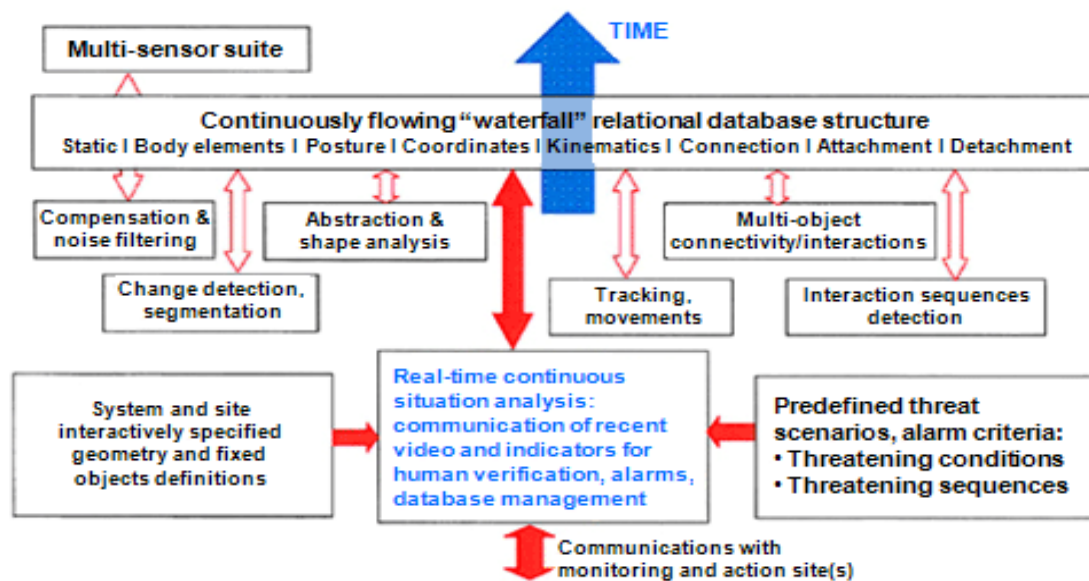 TIME
Multi-sensor suite
Continuously flowing “waterfall” relational database structure
Static I Body elements I Posture I Coordinates I Kinematics I Connection I Attachment I Detachment
Compensation &
noise filtering
Abstraction &
shape analysis
Multi-object
connectivity/interactions
Change detection,
segmentation
Tracking,
movements
Interaction sequences
detection
System and site
interactively specified
geometry and fixed
objects definitions
Real-time continuous
situation analysis:
communication of recent
video and indicators for
human verification, alarms,
database management
Predefined threat
scenarios, alarm criteria:
• Threatening conditions
• Threatening sequences
Communications with
monitoring and action site(s)